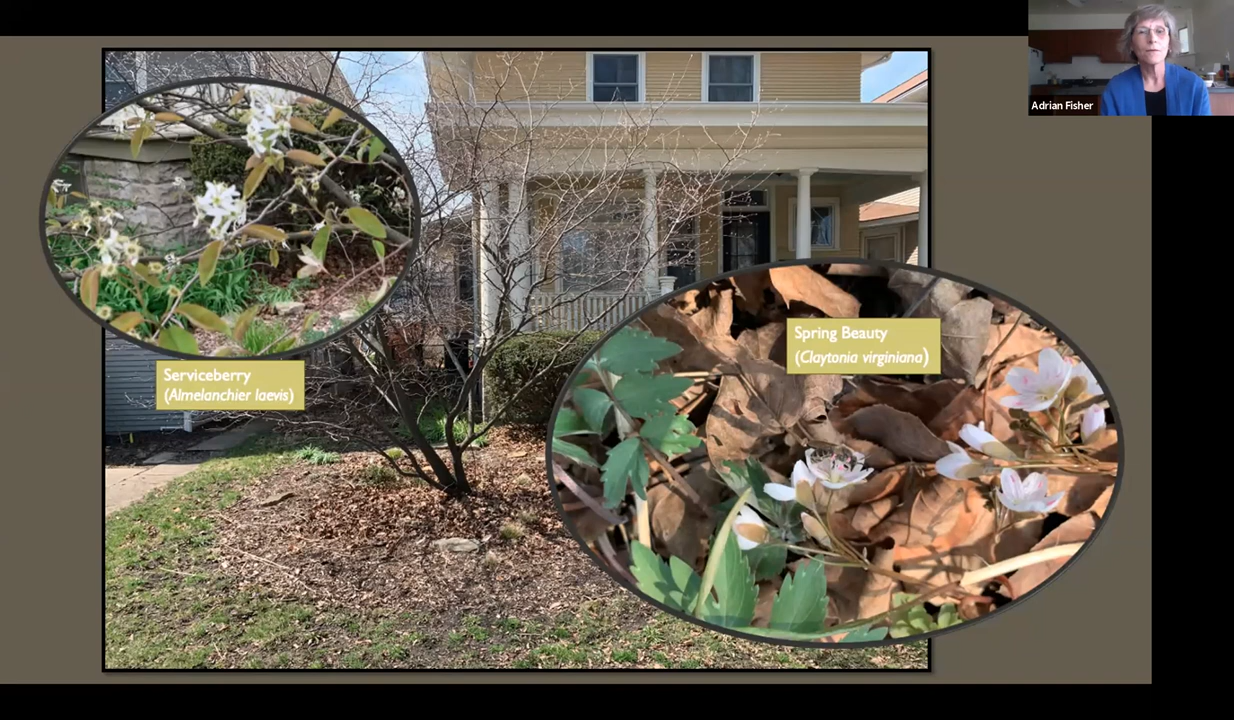 Adrian Fisher
Spring Beauty
(Claytonia virginiana)
Serviceberry
(Almelanchier laevis)